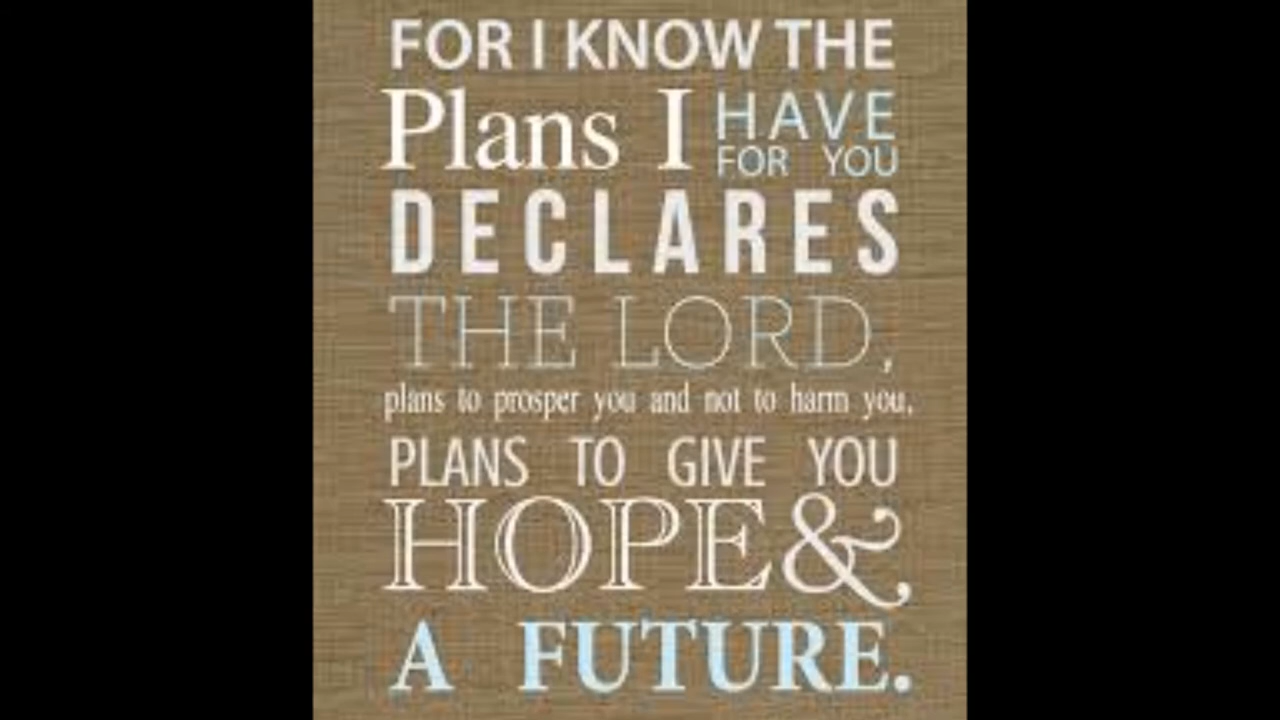 FOR I KNOW THE
Plans I HAVE
FOR YOU
DECLARES
THE LORD,
plans to prosper you and not to harm you,
PLANS TO GIVE YOU
HOPE &
A FUTURE.